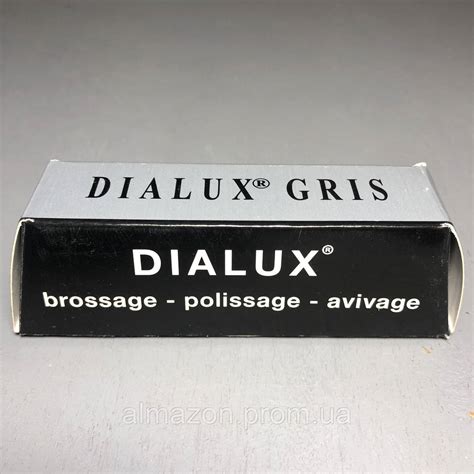 DIALUX® GRIS
DIALUX®
brossage - polissage - avivage
almazon.prom.ua